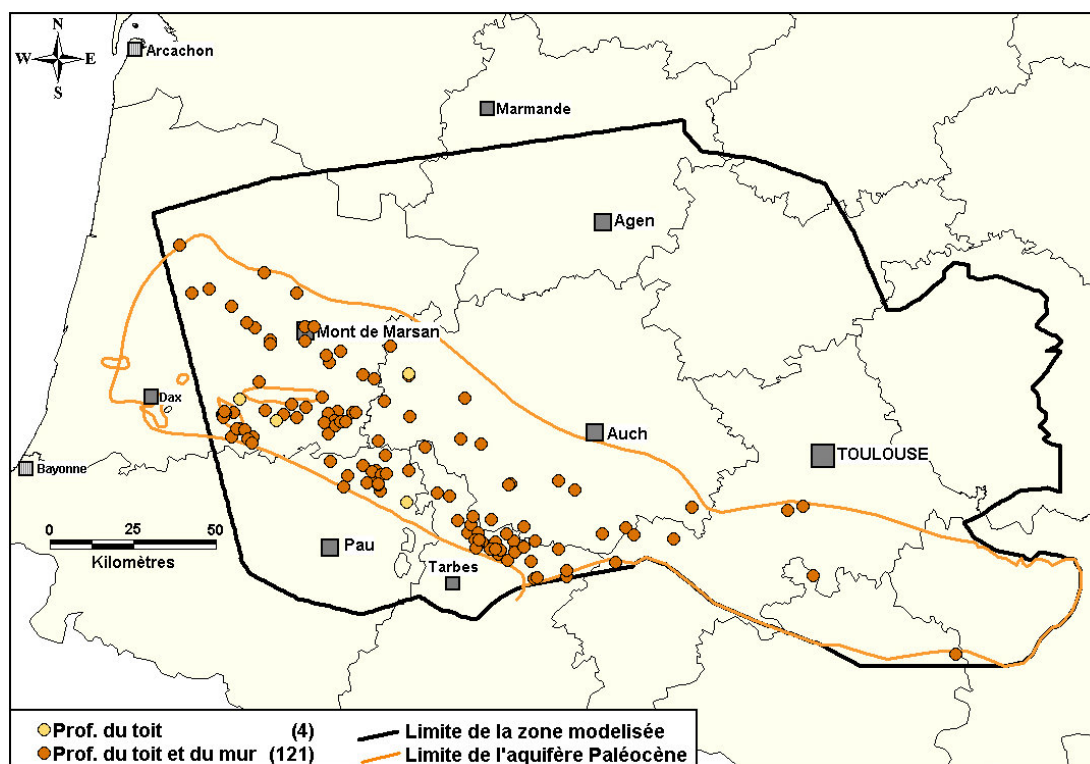 N
W E
S
Arcachon
Marmande
Agen
Mont de Marsan
Dax
Auch
TOULOUSE
Bayonne
0 25 50
Kilomètres
Pau
Tarbes
Prof. du toit (4)
Prof. du toit et du mur (121)
Limite de la zone modelisée
Limite de l'aquifère Paléocène